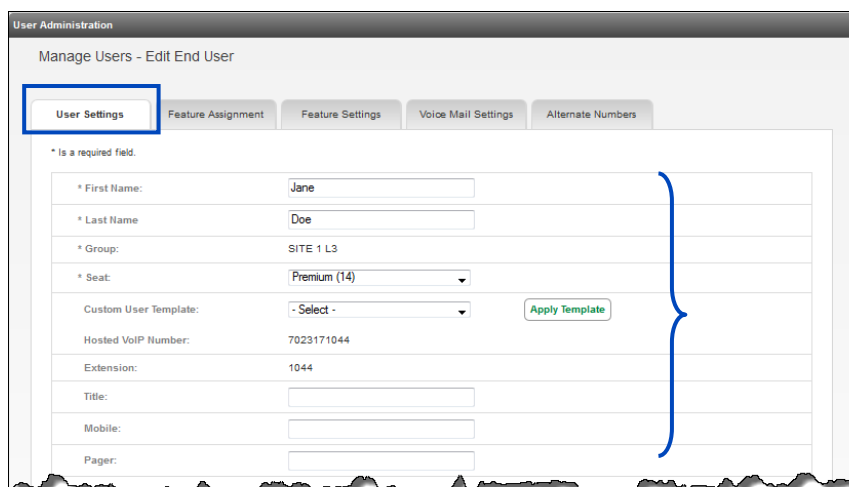 User Administration
Manage Users - Edit End User
User Settings Feature Assignment Feature Settings Voice Mail Settings Alternate Numbers
* Is a required field.
* First Name: Jane
* Last Name Doe
* Group: SITE 1 L3
* Seat: Premium (14)
Custom User Template: - Select - Apply Template
Hosted VoIP Number: 7023171044
Extension: 1044
Title:
Mobile:
Pager: